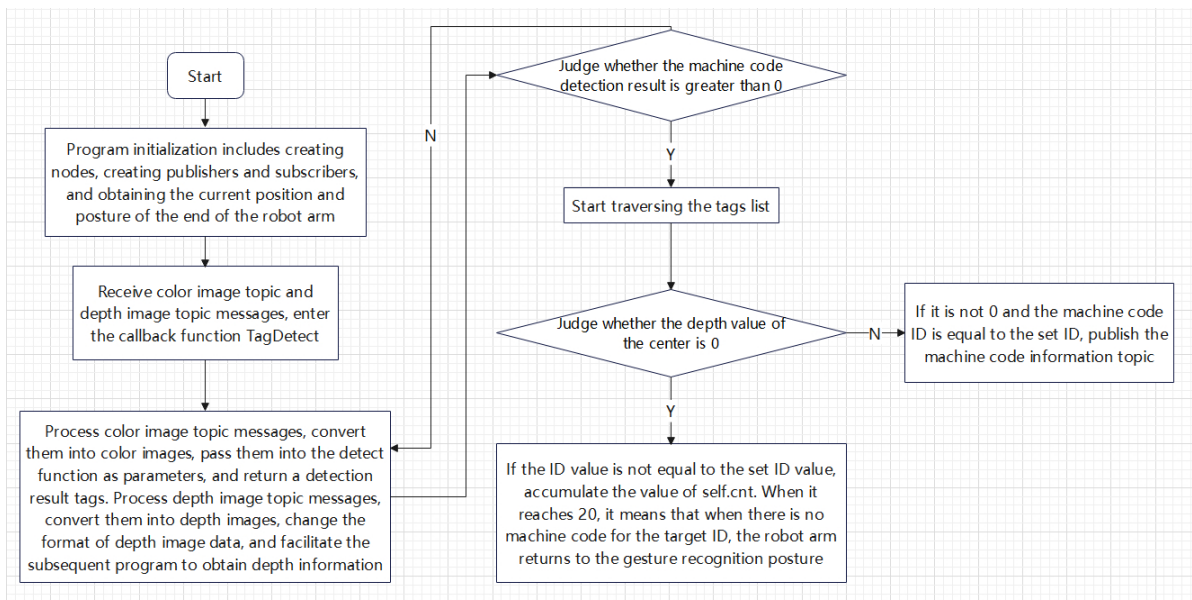 Start
Program initialization includes creating
nodes, creating publishers and subscribers,
and obtaining the current position and
posture of the end of the robot arm
Receive color image topic and
depth image topic messages, enter
the callback function TagDetect
Process color image topic messages, convert
them into color images, pass them into the detect
function as parameters, and return a detection
result tags. Process depth image topic messages,
convert them into depth images, change the
format of depth image data, and facilitate the
subsequent program to obtain depth information
N
Judge whether the machine code
detection result is greater than 0
Y
Start traversing the tags list
Judge whether the depth value of
the center is 0
N
If it is not 0 and the machine code
ID is equal to the set ID, publish the
machine code information topic
Y
If the ID value is not equal to the set ID value,
accumulate the value of self.cnt. When it
reaches 20, it means that when there is no
machine code for the target ID, the robot arm
returns to the gesture recognition posture